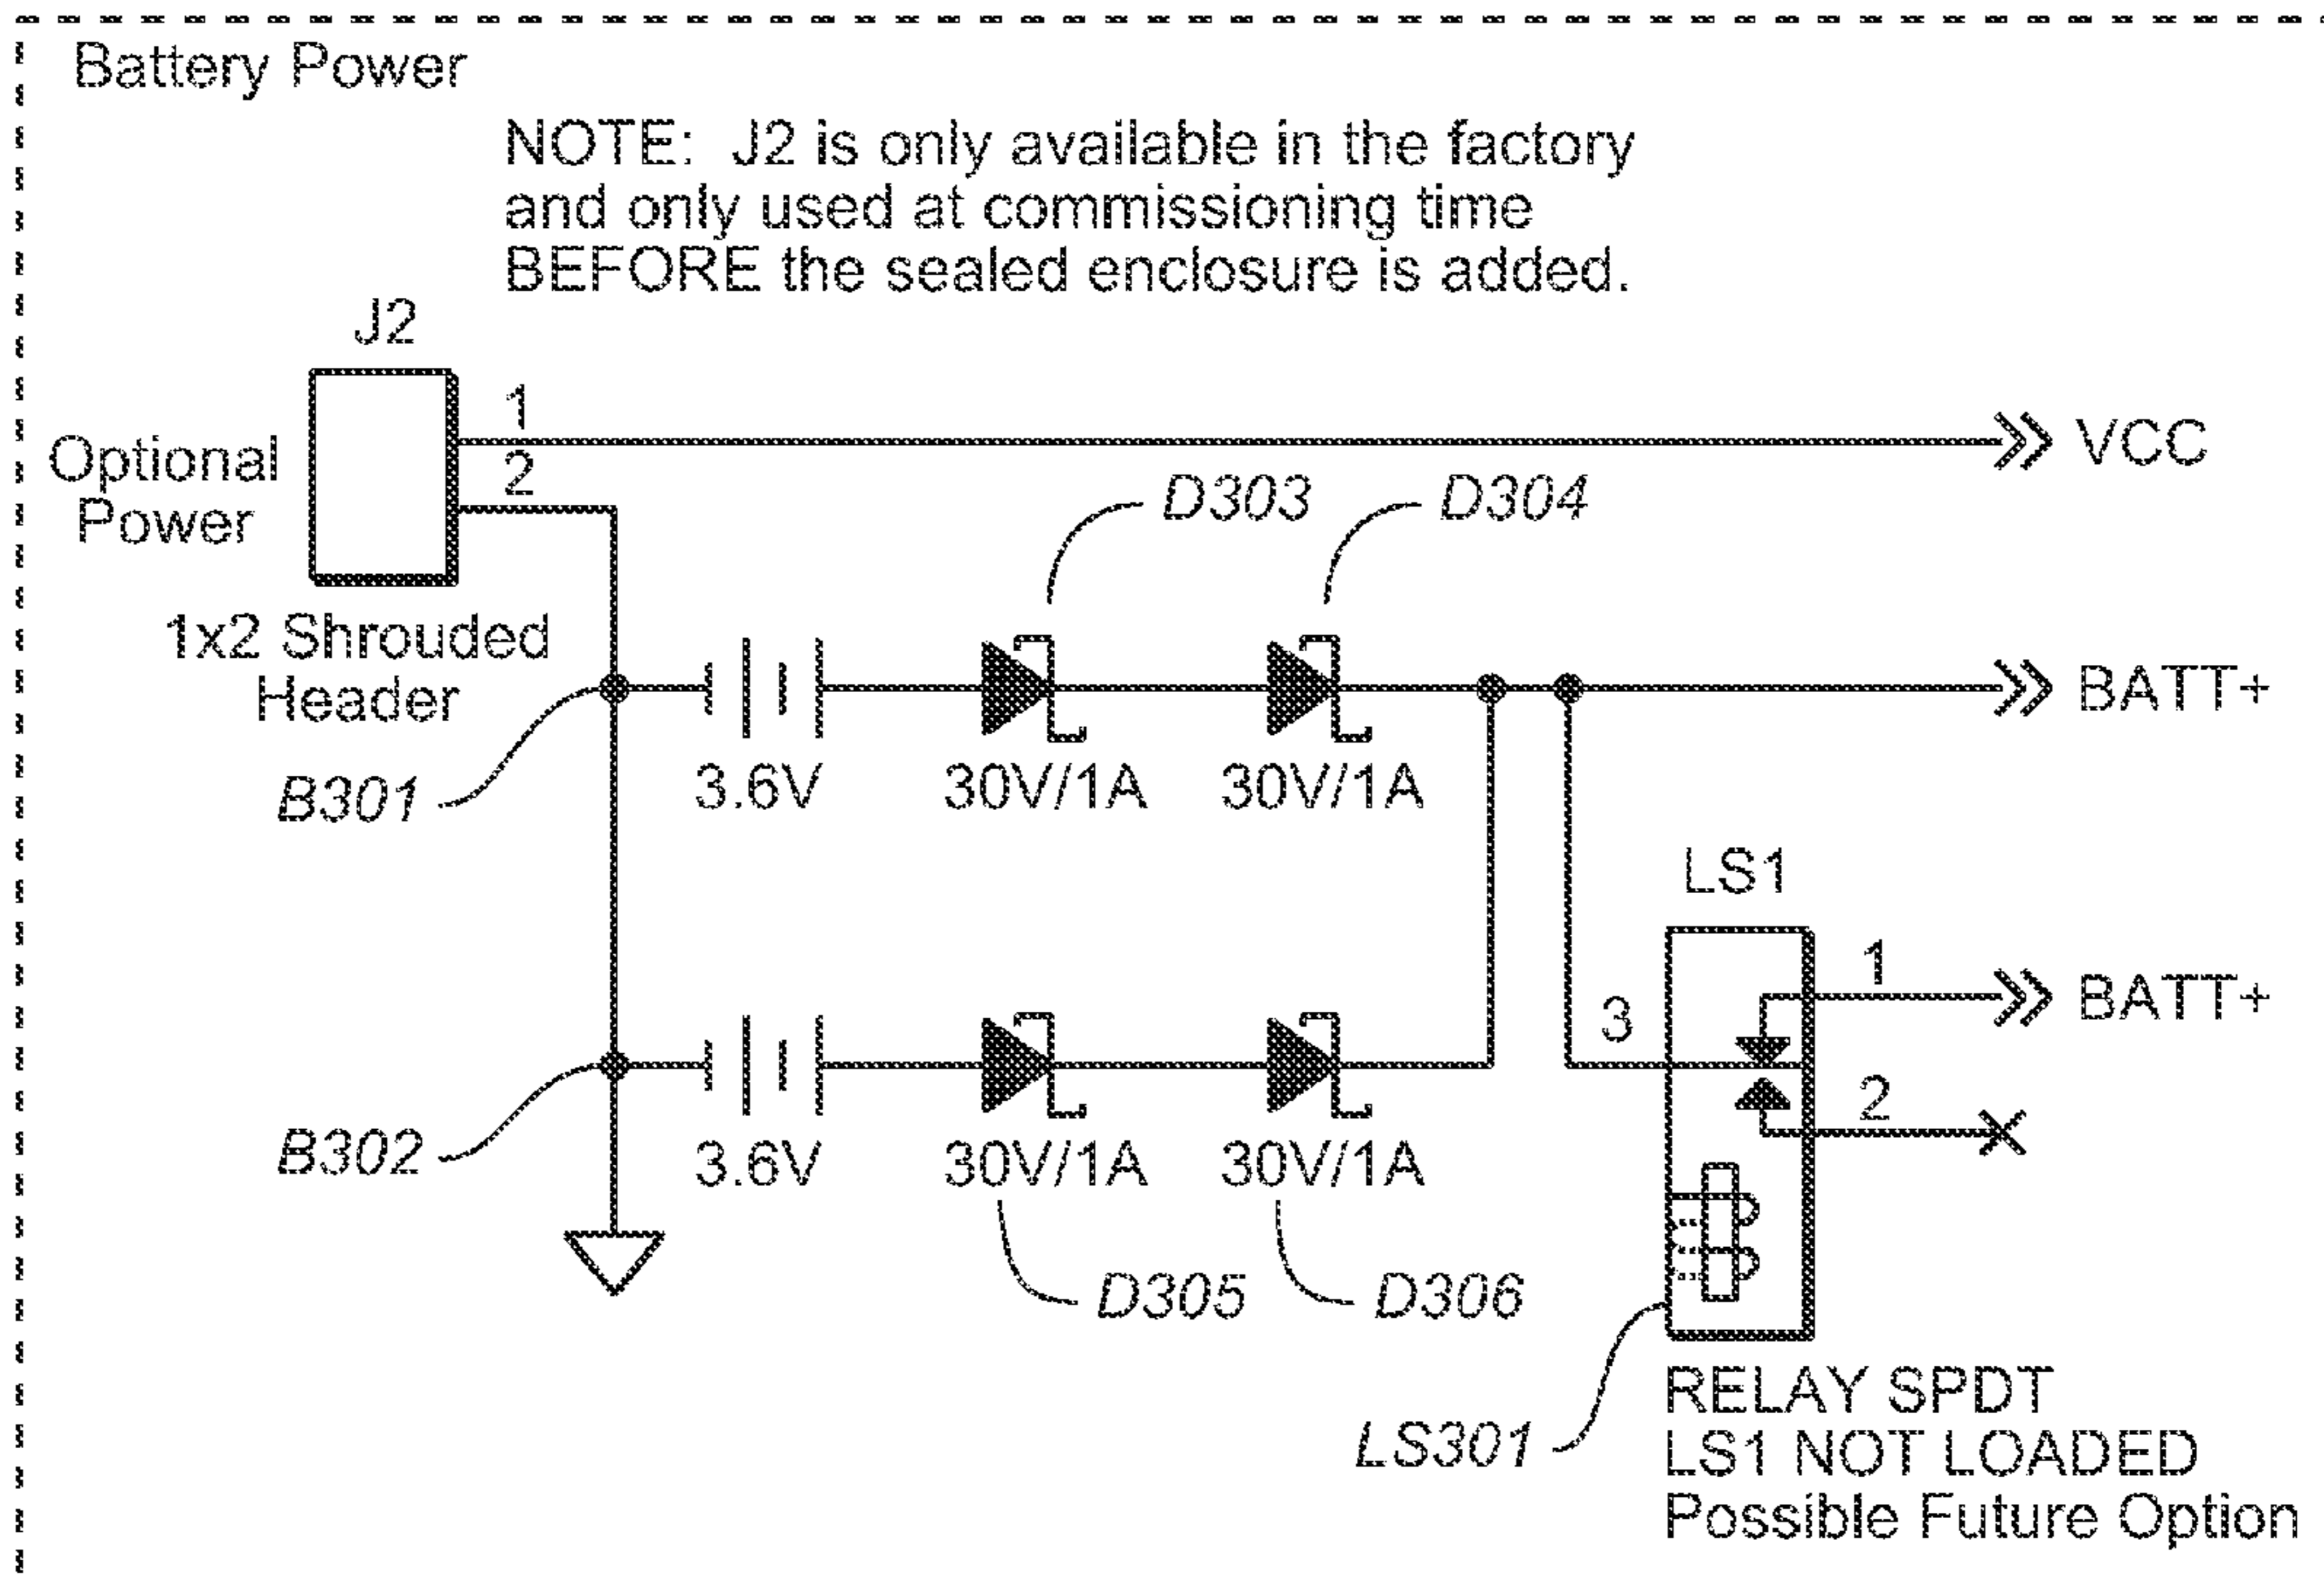 Battery Power
NOTE: J2 is only available in the factory
and only used at commissioning time
BEFORE the sealed enclosure is added.
J2
1
VCC
Optional
Power
2
D303
D304
1x2 Shrouded
Header
BATT+
B301
3.6V
30V/1A
30V/1A
LS1
1
BATT+
3
2
B302
3.6V
30V/1A
30V/1A
D305
D306
LS301
RELAY SPDT
LS1 NOT LOADED
Possible Future Option